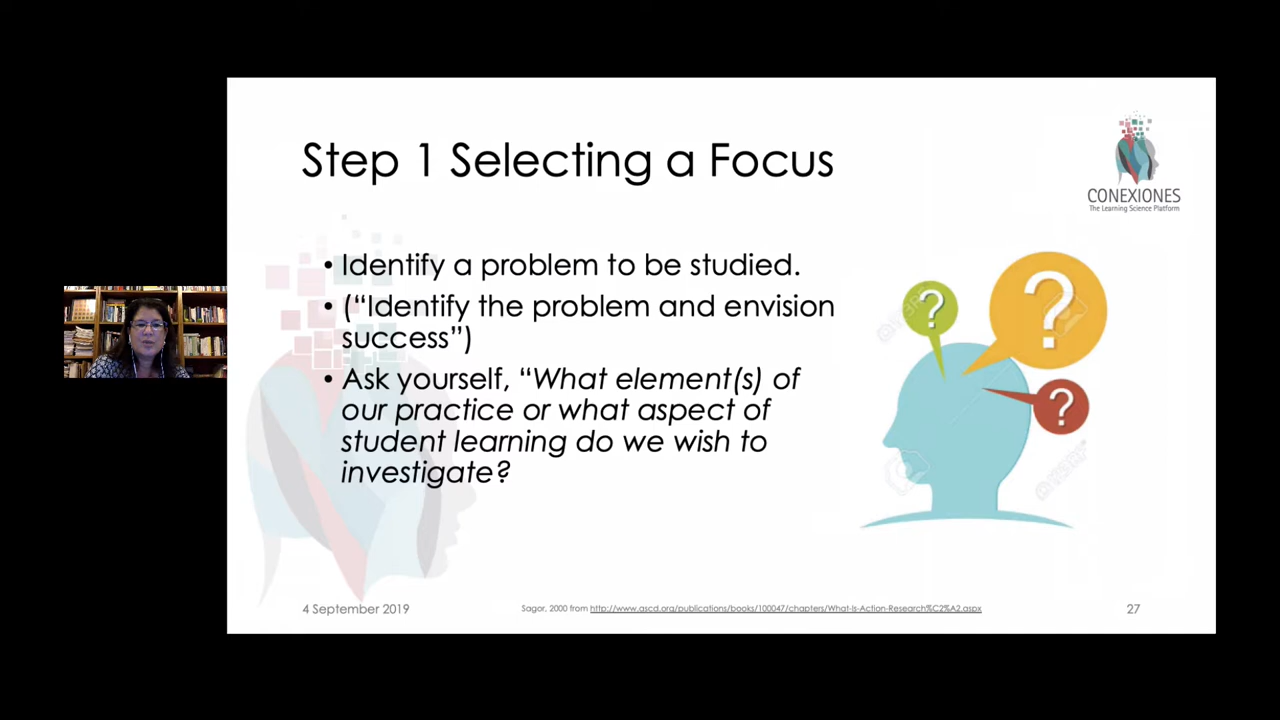 Step 1 Selecting a Focus
CONEXIONES
The Learning Science Platform
• Identify a problem to be studied.
• (“Identify the problem and envision
success”)
• Ask yourself, “What element(s) of
our practice or what aspect of
student learning do we wish to
investigate?
?
?
?
4 September 2019
Sagor, 2000 from http://www.ascd.org/publications/books/100047/chapters/What-Is-Action-Research%C2%A2.aspx
27